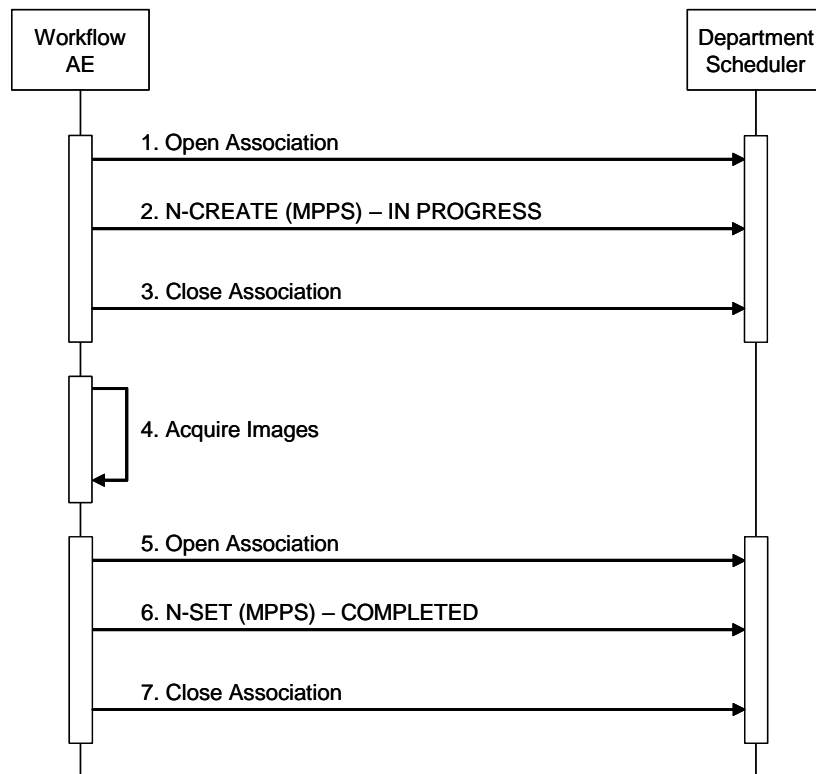 Workflow
AE
Department
Scheduler
1. Open Association
2. N-CREATE (MPPS) – IN PROGRESS
3. Close Association
4. Acquire Images
5. Open Association
6. N-SET (MPPS) – COMPLETED
7. Close Association